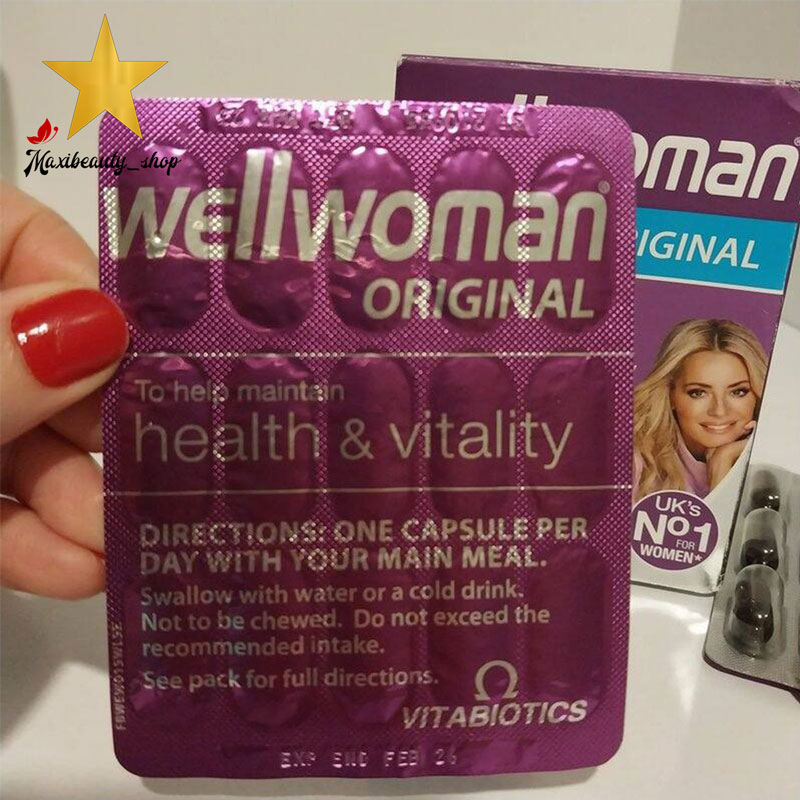 Maxibeauty_shop
wellwoman®
ORIGINAL
To help maintain
health & vitality
DIRECTIONS: ONE CAPSULE PER
DAY WITH YOUR MAIN MEAL.
Swallow with water or a cold drink.
Not to be chewed. Do not exceed the
recommended intake.
See pack for full directions.
VITABIOTICS
EXP END FEB 26
UK's
No1
FOR
WOMEN*